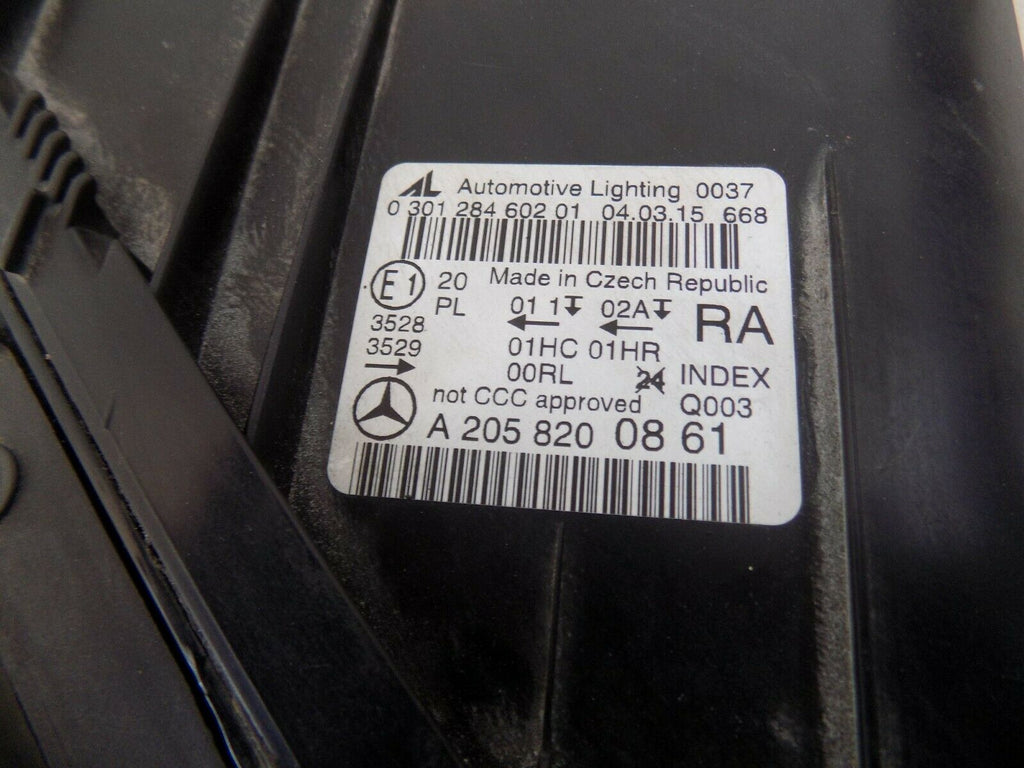 AL Automotive Lighting 0037
0 301 284 602 01 04.03.15 668
E1 20 Made in Czech Republic
PL 01 1 02A RA
3528
3529 01HC 01HR
00RL 24 INDEX
not CCC approved Q003
A 205 820 08 61